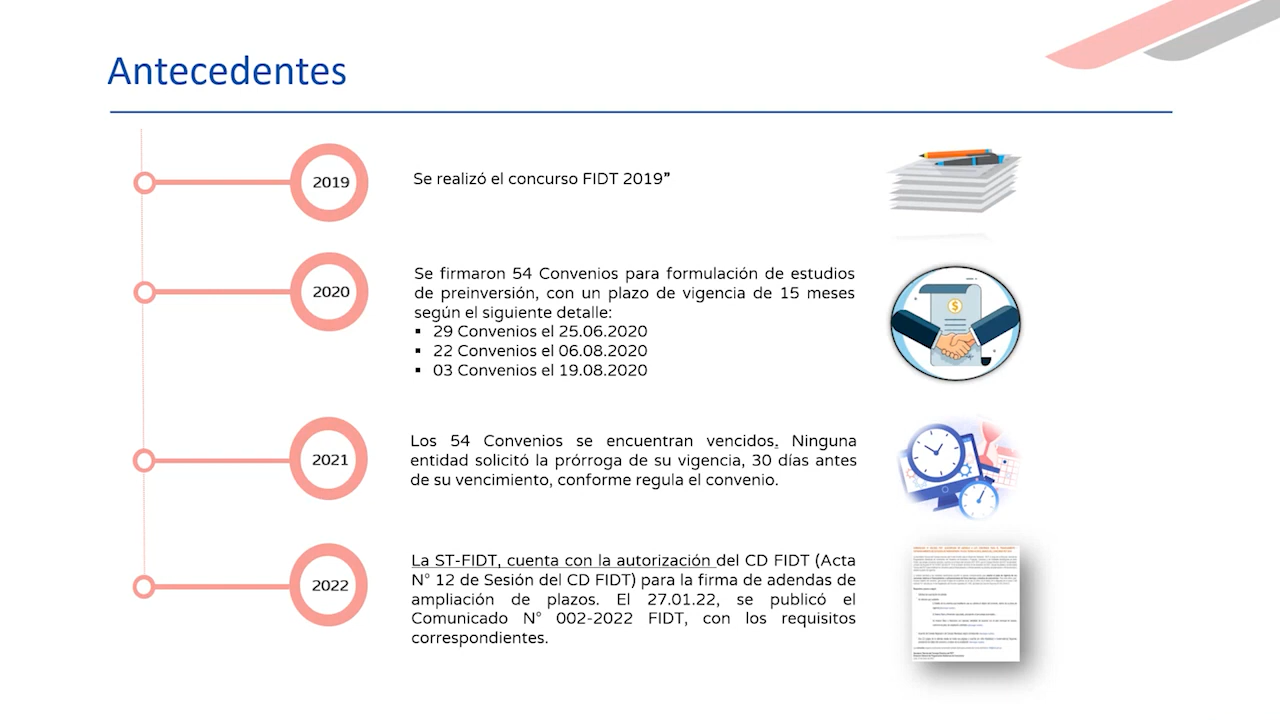 Antecedentes
2019
Se realizó el concurso FIDT 2019”
2020
Se firmaron 54 Convenios para formulación de estudios
de preinversión, con un plazo de vigencia de 15 meses
según el siguiente detalle:
▪ 29 Convenios el 25.06.2020
▪ 22 Convenios el 06.08.2020
▪ 03 Convenios el 19.08.2020
2021
Los 54 Convenios se encuentran vencidos. Ninguna
entidad solicitó la prórroga de su vigencia, 30 días antes
de su vencimiento, conforme regula el convenio.
2022
La ST-FIDT cuenta con la autorización del CD FIDT (Acta
N° 12 de Sesión del CD FIDT) para la firma de adendas de
ampliación de plazos. El 27.01.22, se publicó el
Comunicado N° 002-2022 FIDT, con los requisitos
correspondientes.